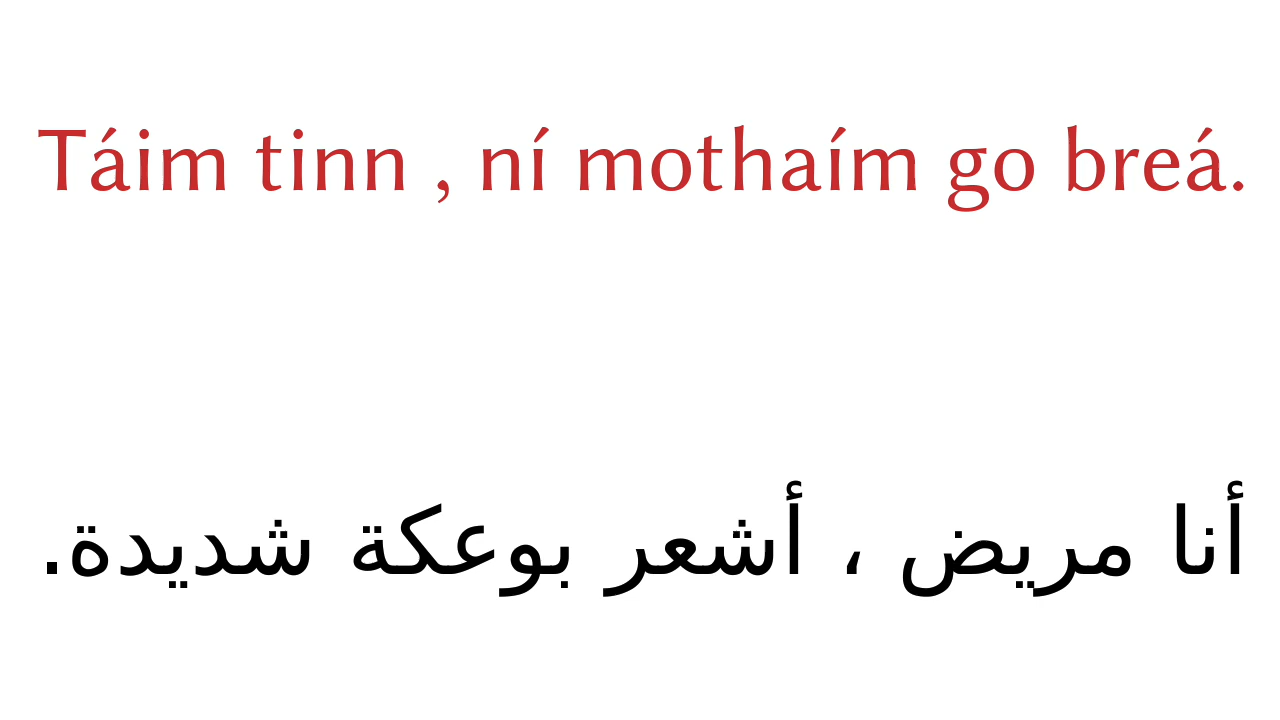 Táim tinn , ní mothaím go breá.
أنا مريض ، أشعر بوعكة شديدة.